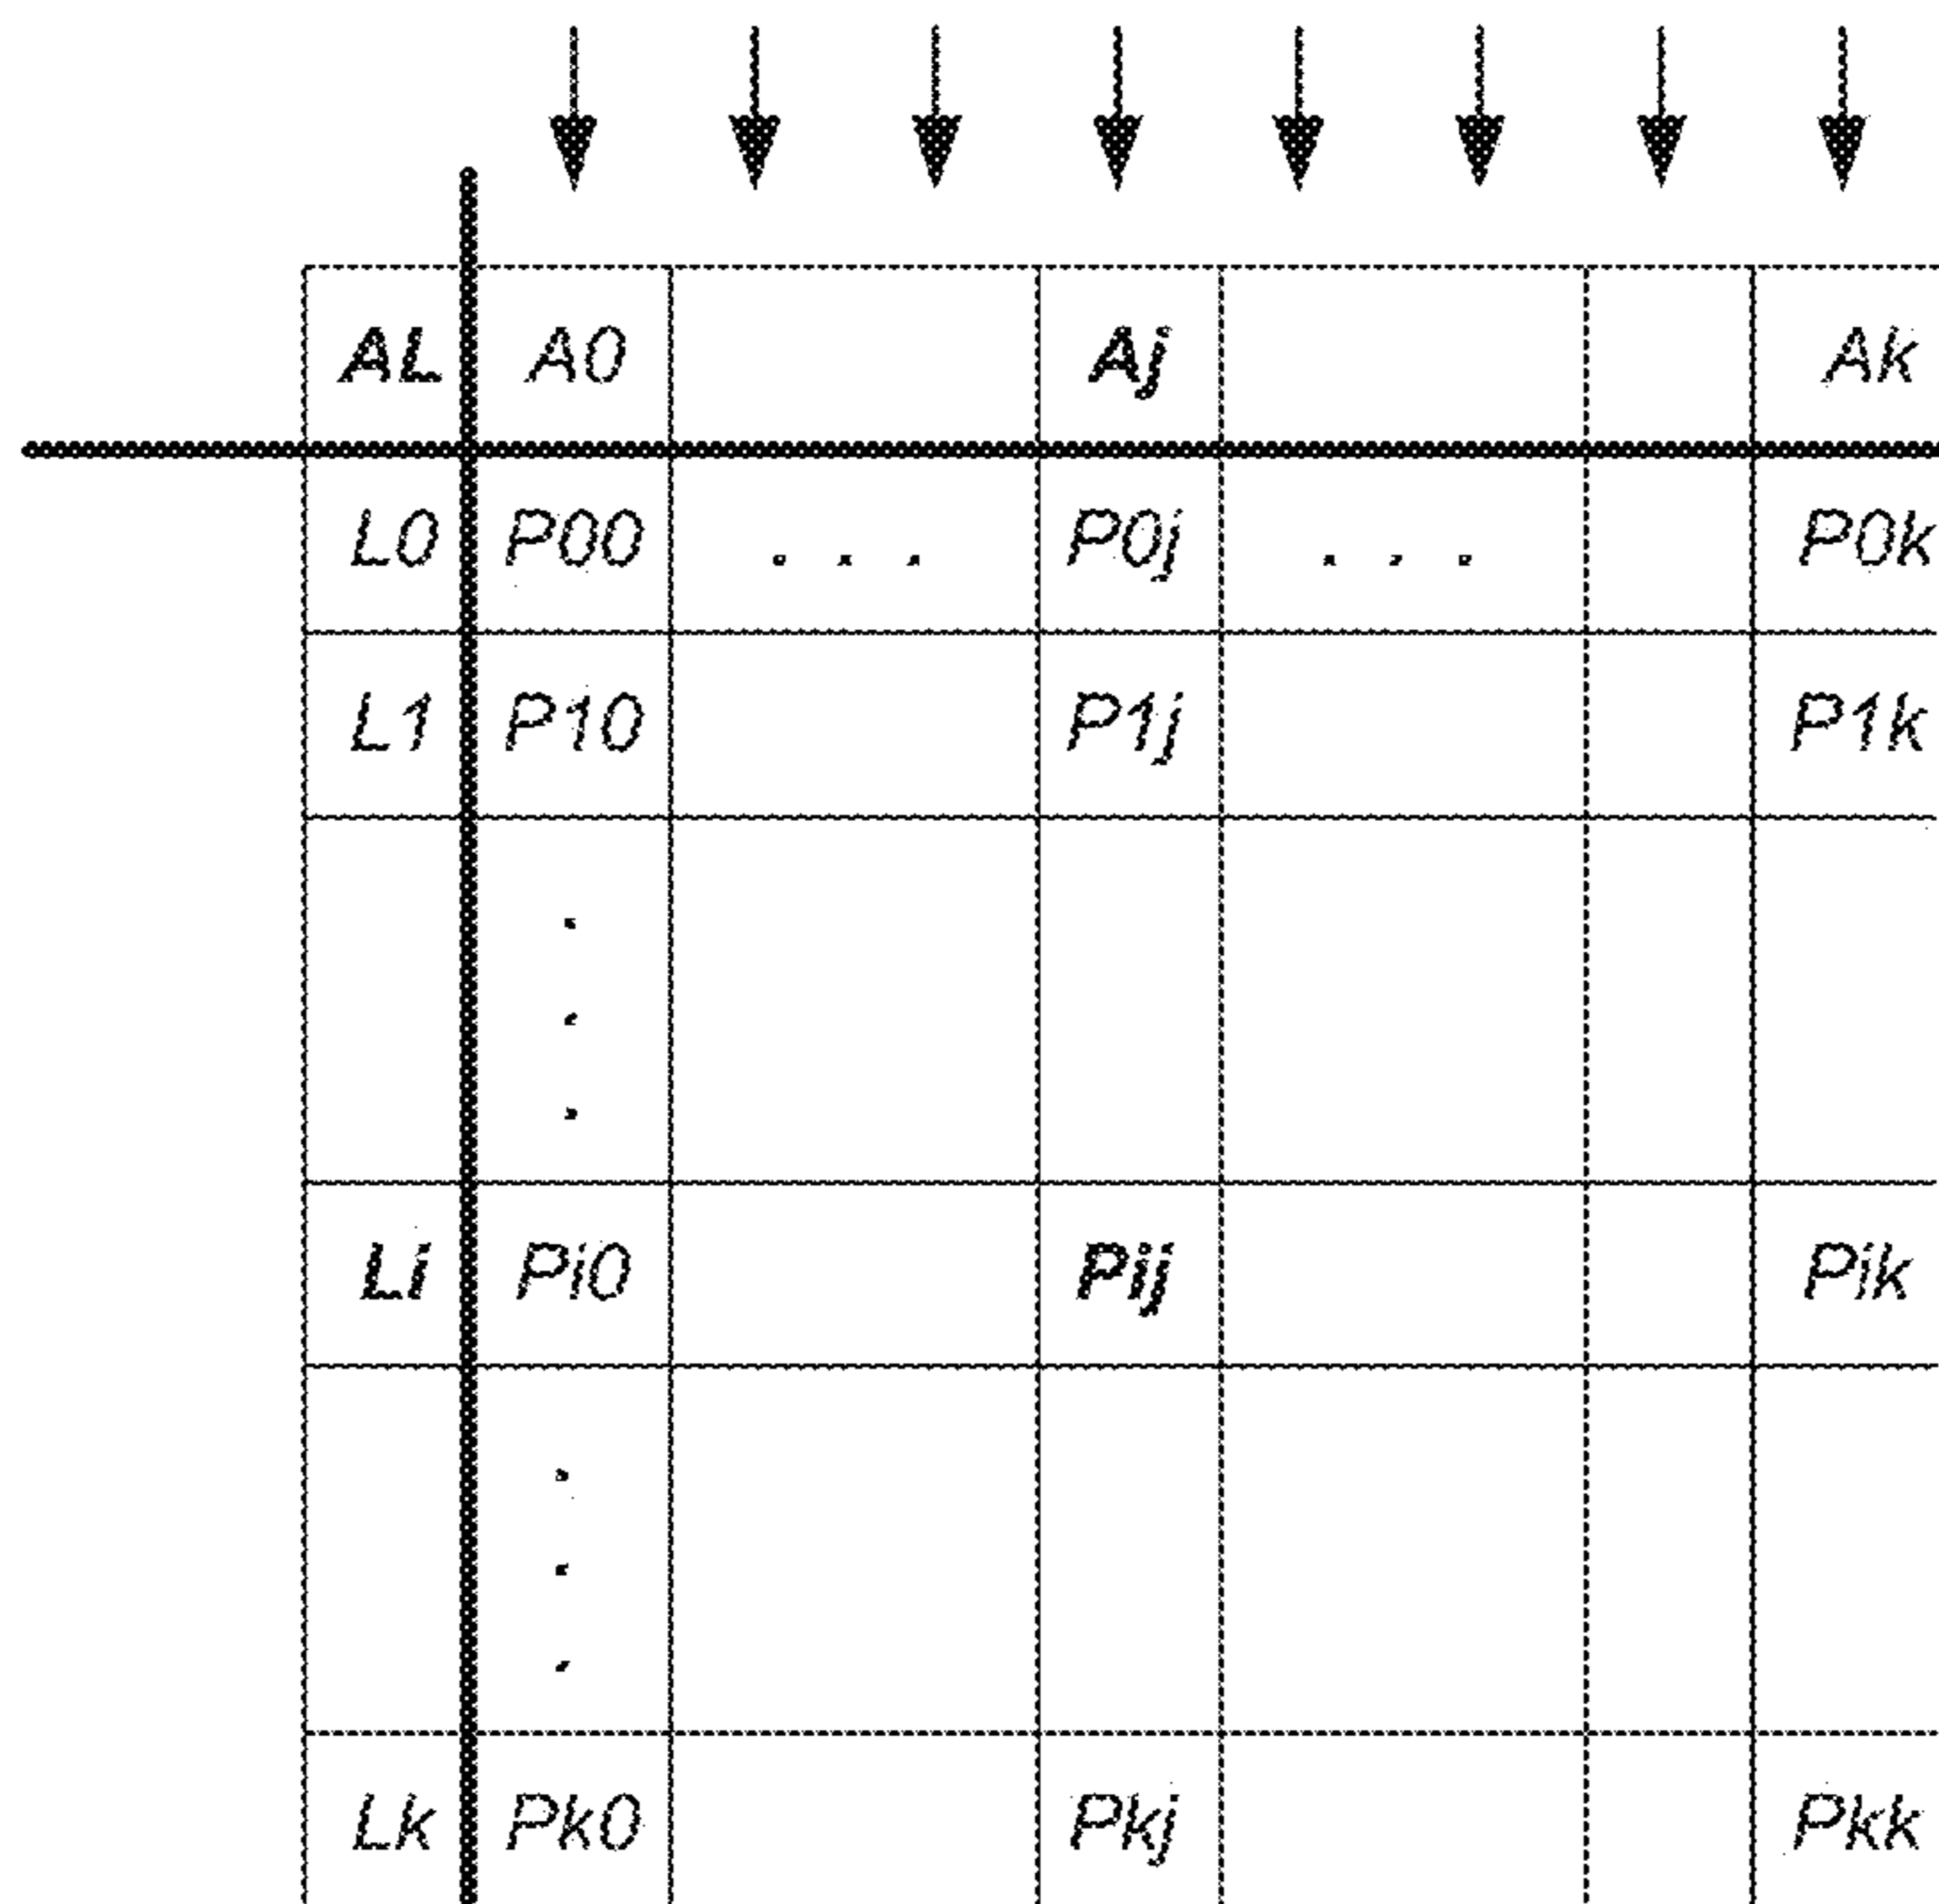 AL A0 Aj Ak
L0 P00 . . . P0j . . . P0k
L1 P10 P1j P1k
.
.
.
Li Pi0 Pij Pik
.
.
.
Lk Pk0 Pkj Pkk